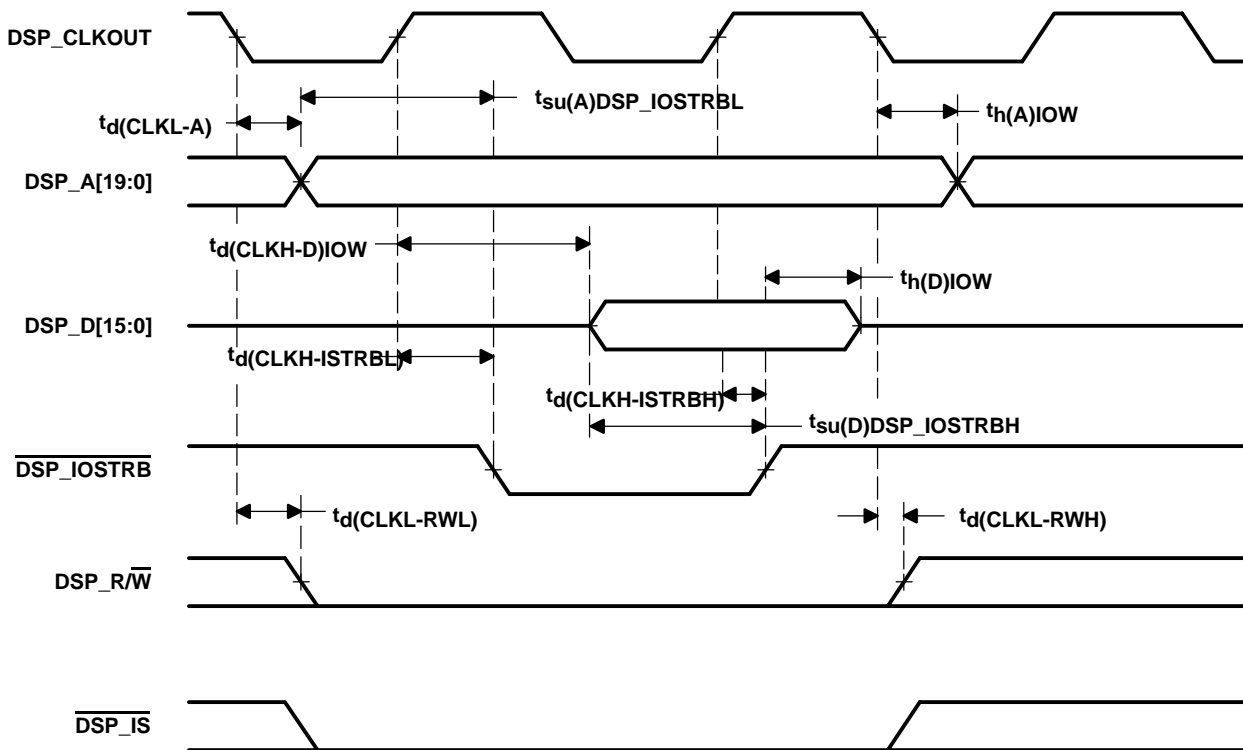 DSP_CLKOUT
tsu(A)DSP_IOSTRBL
td(CLKL-A)
th(A)IOW
DSP_A[19:0]
td(CLKH-D)IOW
th(D)IOW
DSP_D[15:0]
td(CLKH-ISTRBL)
td(CLKH-ISTRBH)
tsu(D)DSP_IOSTRBH
DSP_IOSTRB
td(CLKL-RWL)
td(CLKL-RWH)
DSP_R/W
DSP_IS